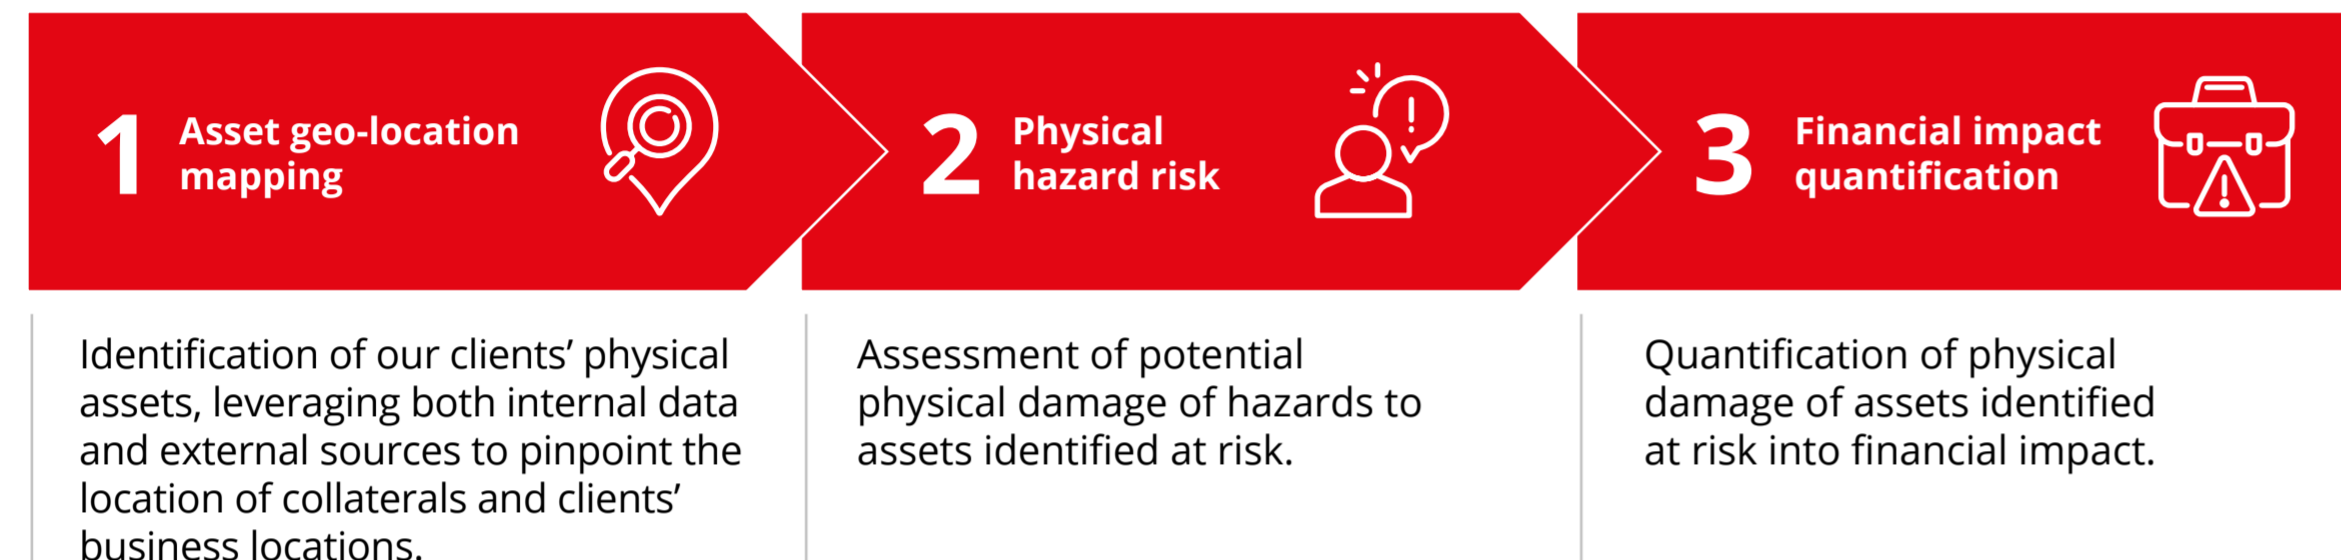 1
Asset geo-location
mapping
Identification of our clients’ physical
assets, leveraging both internal data
and external sources to pinpoint the
location of collaterals and clients’
business locations.
2
Physical
hazard risk
Assessment of potential
physical damage of hazards to
assets identified at risk.
3
Financial impact
quantification
Quantification of physical
damage of assets identified
at risk into financial impact.